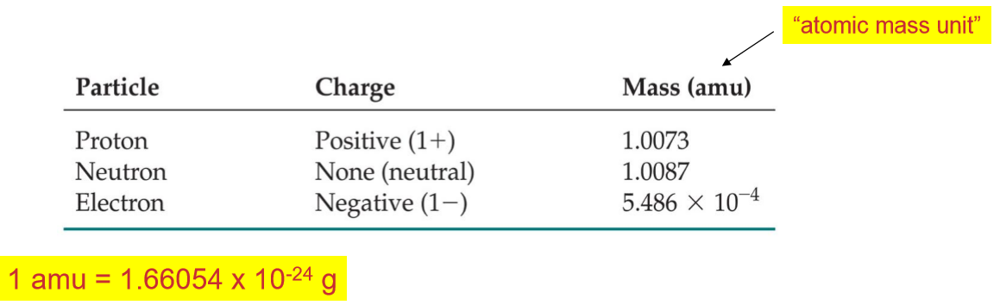 “atomic mass unit”
Particle Charge Mass (amu)
Proton Positive (1+) 1.0073
Neutron None (neutral) 1.0087
Electron Negative (1−) 5.486 × 10⁻⁴
1 amu = 1.66054 x 10⁻²⁴ g